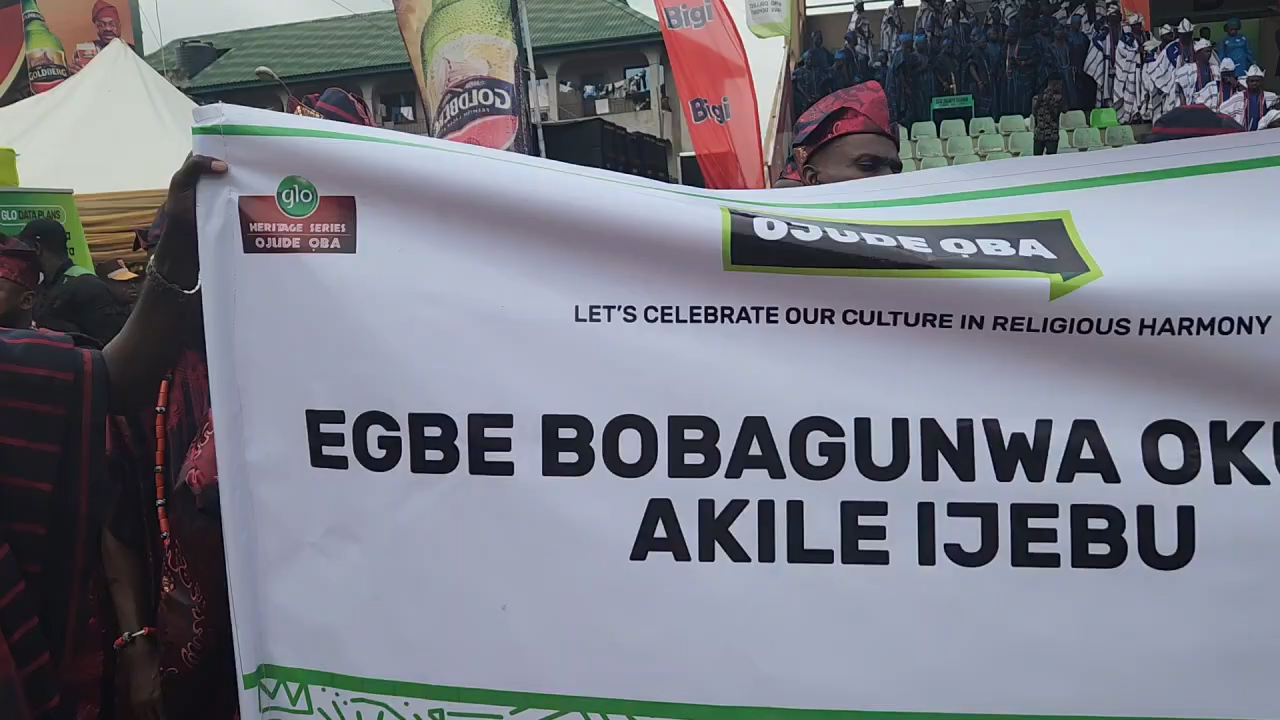 GOLDBERG
Bigi
Bigi
GOLDBERG
GLO DATA PLANS
glo
HERITAGE SERIES
OJUDE ỌBA
OJUDE ỌBA
LET'S CELEBRATE OUR CULTURE IN RELIGIOUS HARMONY
EGBE BOBAGUNWA
AKILE IJEBU